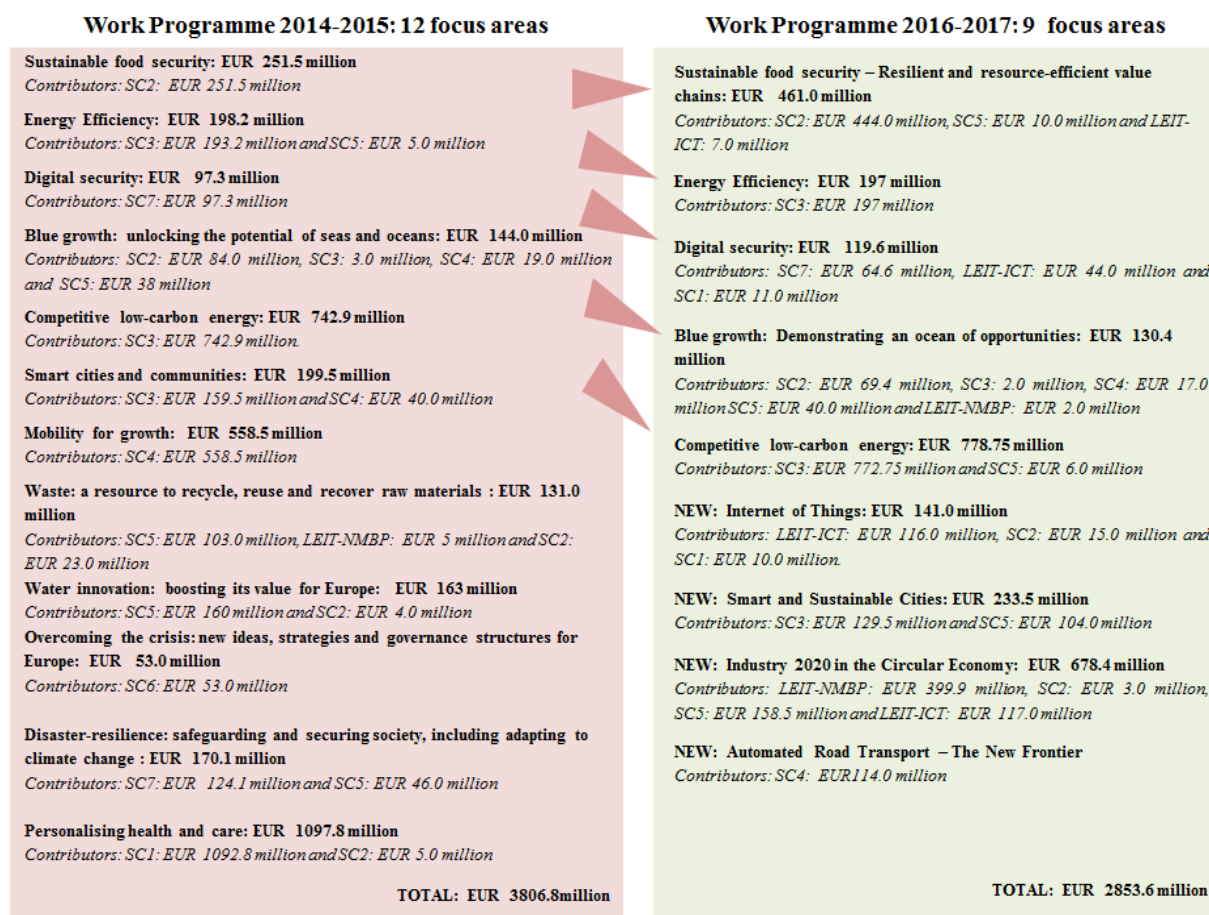 Work Programme 2014-2015: 12 focus areas
Sustainable food security: EUR 251.5 million
Contributors: SC2: EUR 251.5 million
Energy Efficiency: EUR 198.2 million
Contributors: SC3: EUR 193.2 million and SC5: EUR 5.0 million
Digital security: EUR 97.3 million
Contributors: SC7: EUR 97.3 million
Blue growth: unlocking the potential of seas and oceans: EUR 144.0 million
Contributors: SC2: EUR 84.0 million, SC3: 3.0 million, SC4: EUR 19.0 million
and SC5: EUR 38 million
Competitive low-carbon energy: EUR 742.9 million
Contributors: SC3: EUR 742.9 million.
Smart cities and communities: EUR 199.5 million
Contributors: SC3: EUR 159.5 million and SC4: EUR 40.0 million
Mobility for growth: EUR 558.5 million
Contributors: SC4: EUR 558.5 million
Waste: a resource to recycle, reuse and recover raw materials : EUR 131.0
million
Contributors: SC5: EUR 103.0 million, LEIT-NMBP: EUR 5 million and SC2:
EUR 23.0 million
Water innovation: boosting its value for Europe: EUR 163 million
Contributors: SC5: EUR 160 million and SC2: EUR 4.0 million
Overcoming the crisis: new ideas, strategies and governance structures for
Europe: EUR 53.0 million
Contributors: SC6: EUR 53.0 million
Disaster-resilience: safeguarding and securing society, including adapting to
climate change : EUR 170.1 million
Contributors: SC7: EUR 124.1 million and SC5: EUR 46.0 million
Personalising health and care: EUR 1097.8 million
Contributors: SC1: EUR 1092.8 million and SC2: EUR 5.0 million
TOTAL: EUR 3806.8million
Work Programme 2016-2017: 9 focus areas
Sustainable food security – Resilient and resource-efficient value
chains: EUR 461.0 million
Contributors: SC2: EUR 444.0 million, SC5: EUR 10.0 million and LEIT-
ICT: 7.0 million
Energy Efficiency: EUR 197 million
Contributors: SC3: EUR 197 million
Digital security: EUR 119.6 million
Contributors: SC7: EUR 64.6 million, LEIT-ICT: EUR 44.0 million and
SC1: EUR 11.0 million
Blue growth: Demonstrating an ocean of opportunities: EUR 130.4
million
Contributors: SC2: EUR 69.4 million, SC3: 2.0 million, SC4: EUR 17.0
million SC5: EUR 40.0 million and LEIT-NMBP: EUR 2.0 million
Competitive low-carbon energy: EUR 778.75 million
Contributors: SC3: EUR 772.75 million and SC5: EUR 6.0 million
NEW: Internet of Things: EUR 141.0 million
Contributors: LEIT-ICT: EUR 116.0 million, SC2: EUR 15.0 million and
SC1: EUR 10.0 million.
NEW: Smart and Sustainable Cities: EUR 233.5 million
Contributors: SC3: EUR 129.5 million and SC5: EUR 104.0 million
NEW: Industry 2020 in the Circular Economy: EUR 678.4 million
Contributors: LEIT-NMBP: EUR 399.9 million, SC2: EUR 3.0 million,
SC5: EUR 158.5 million and LEIT-ICT: EUR 117.0 million
NEW: Automated Road Transport – The New Frontier
Contributors: SC4: EUR114.0 million
TOTAL: EUR 2853.6 million